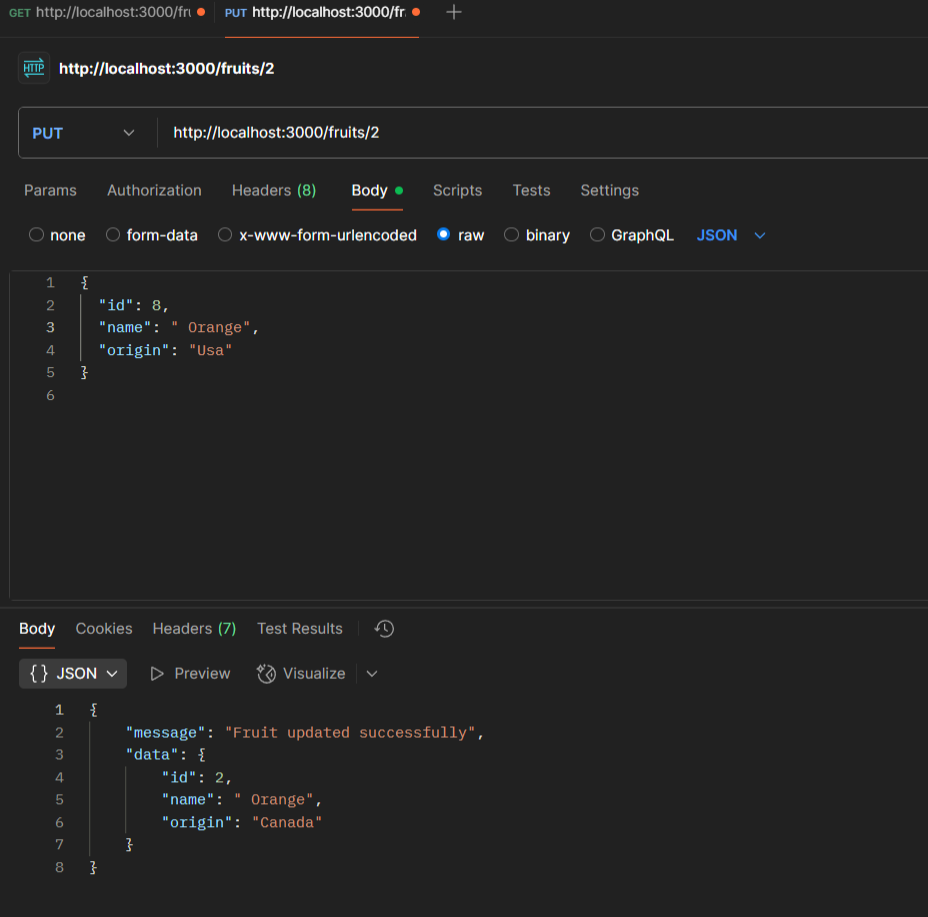 GET http://localhost:3000/fru PUT http://localhost:3000/fr
HTTP http://localhost:3000/fruits/2
PUT http://localhost:3000/fruits/2
Params Authorization Headers (8) Body Scripts Tests Settings
none form-data x-www-form-urlencoded raw binary GraphQL JSON
1 {
2 "id": 8,
3 "name": " Orange",
4 "origin": "Usa"
5 }
6
Body Cookies Headers (7) Test Results
{} JSON Preview Visualize
1 {
2 "message": "Fruit updated successfully",
3 "data": {
4 "id": 2,
5 "name": " Orange",
6 "origin": "Canada"
7 }
8 }